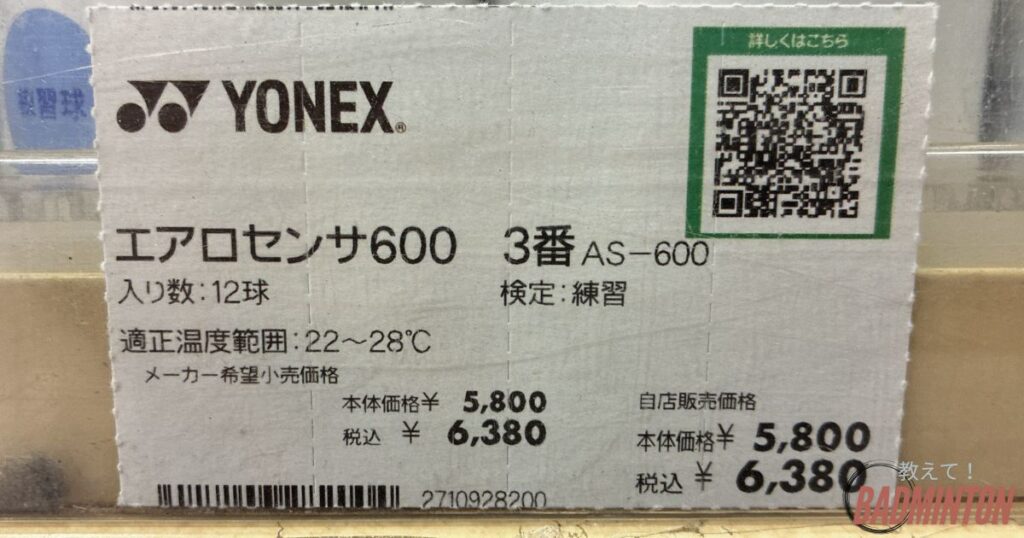 詳しくはこちら
練習球
YONEX®
エアロセンサ600 3番 AS-600
入り数:12球 検定:練習
適正温度範囲:22〜28℃
メーカー希望小売価格
本体価格¥ 5,800
税込 ¥ 6,380
自店販売価格
本体価格¥ 5,800
税込 ¥ 6,380
2710928200
教えて!
BADMINTON